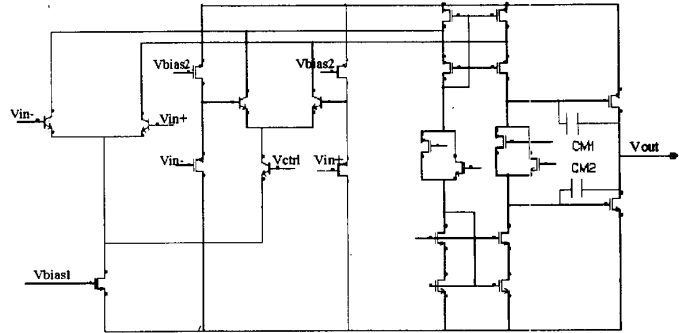 Vbias2
Vbias2
Vin-
Vin+
CM1
Vout
Vin-
Vctrl
Vin+
CM2
Vbias1